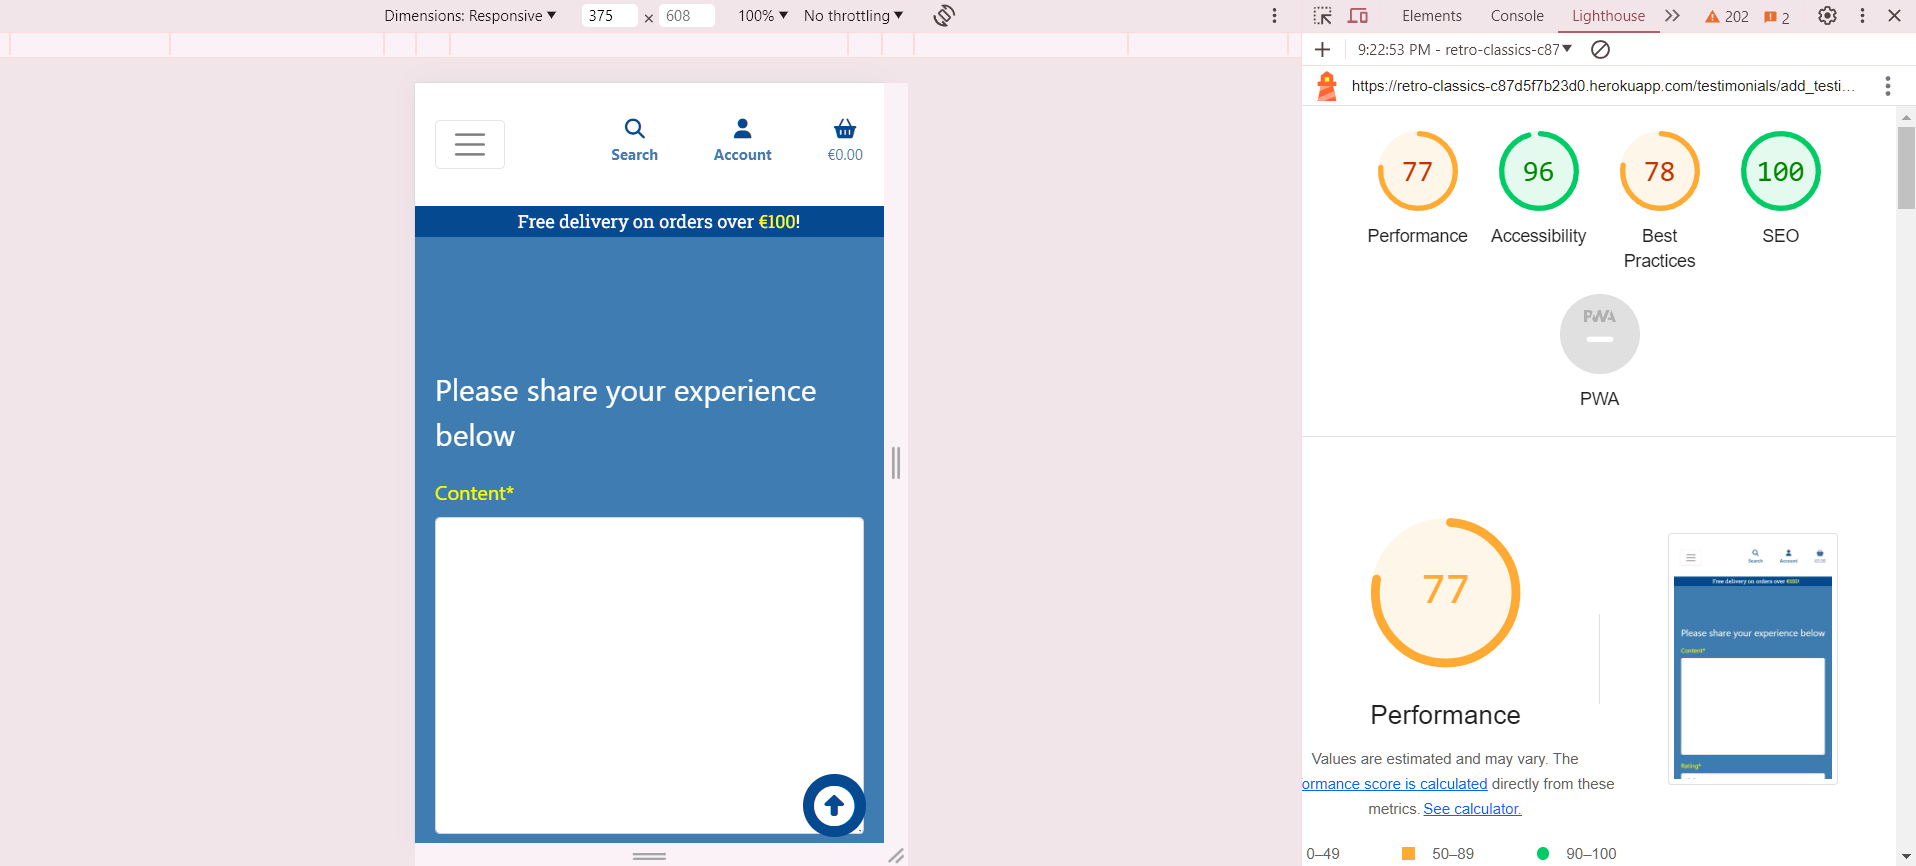 Dimensions: Responsive 375 × 608 100% No throttling
Elements Console Lighthouse 202 2
9:22:53 PM - retro-classics-c87
https://retro-classics-c87d5f7b23d0.herokuapp.com/testimonials/add_testi…
Search Account €0.00
Free delivery on orders over €100!
Please share your experience
below
Content*
77 96 78 100
Performance Accessibility Best
Practices SEO
PWA
PWA
77
Performance
Values are estimated and may vary. The
ormance score is calculated directly from these
metrics. See calculator.
0–49 50–89 90–100
Search Account €0.00
Free delivery on orders over €100!
Please share your experience below
Content*
Rating*